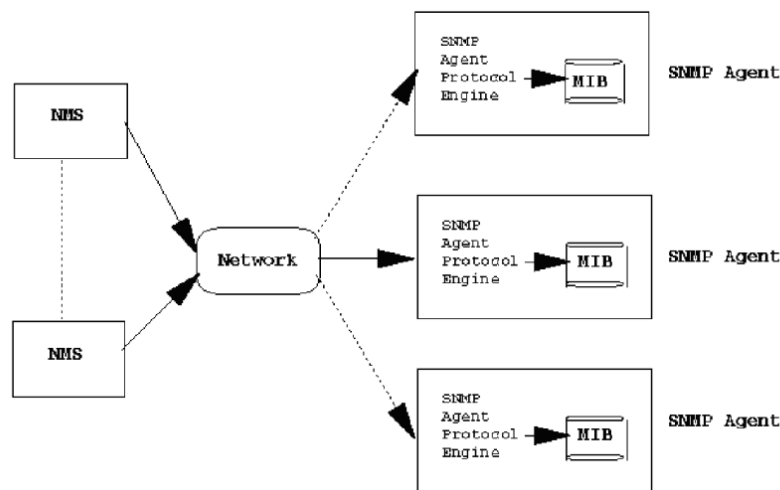 SNMP
Agent
Protocol
Engine
MIB
SNMP Agent
NMS
Network
SNMP
Agent
Protocol
Engine
MIB
SNMP Agent
NMS
SNMP
Agent
Protocol
Engine
MIB
SNMP Agent